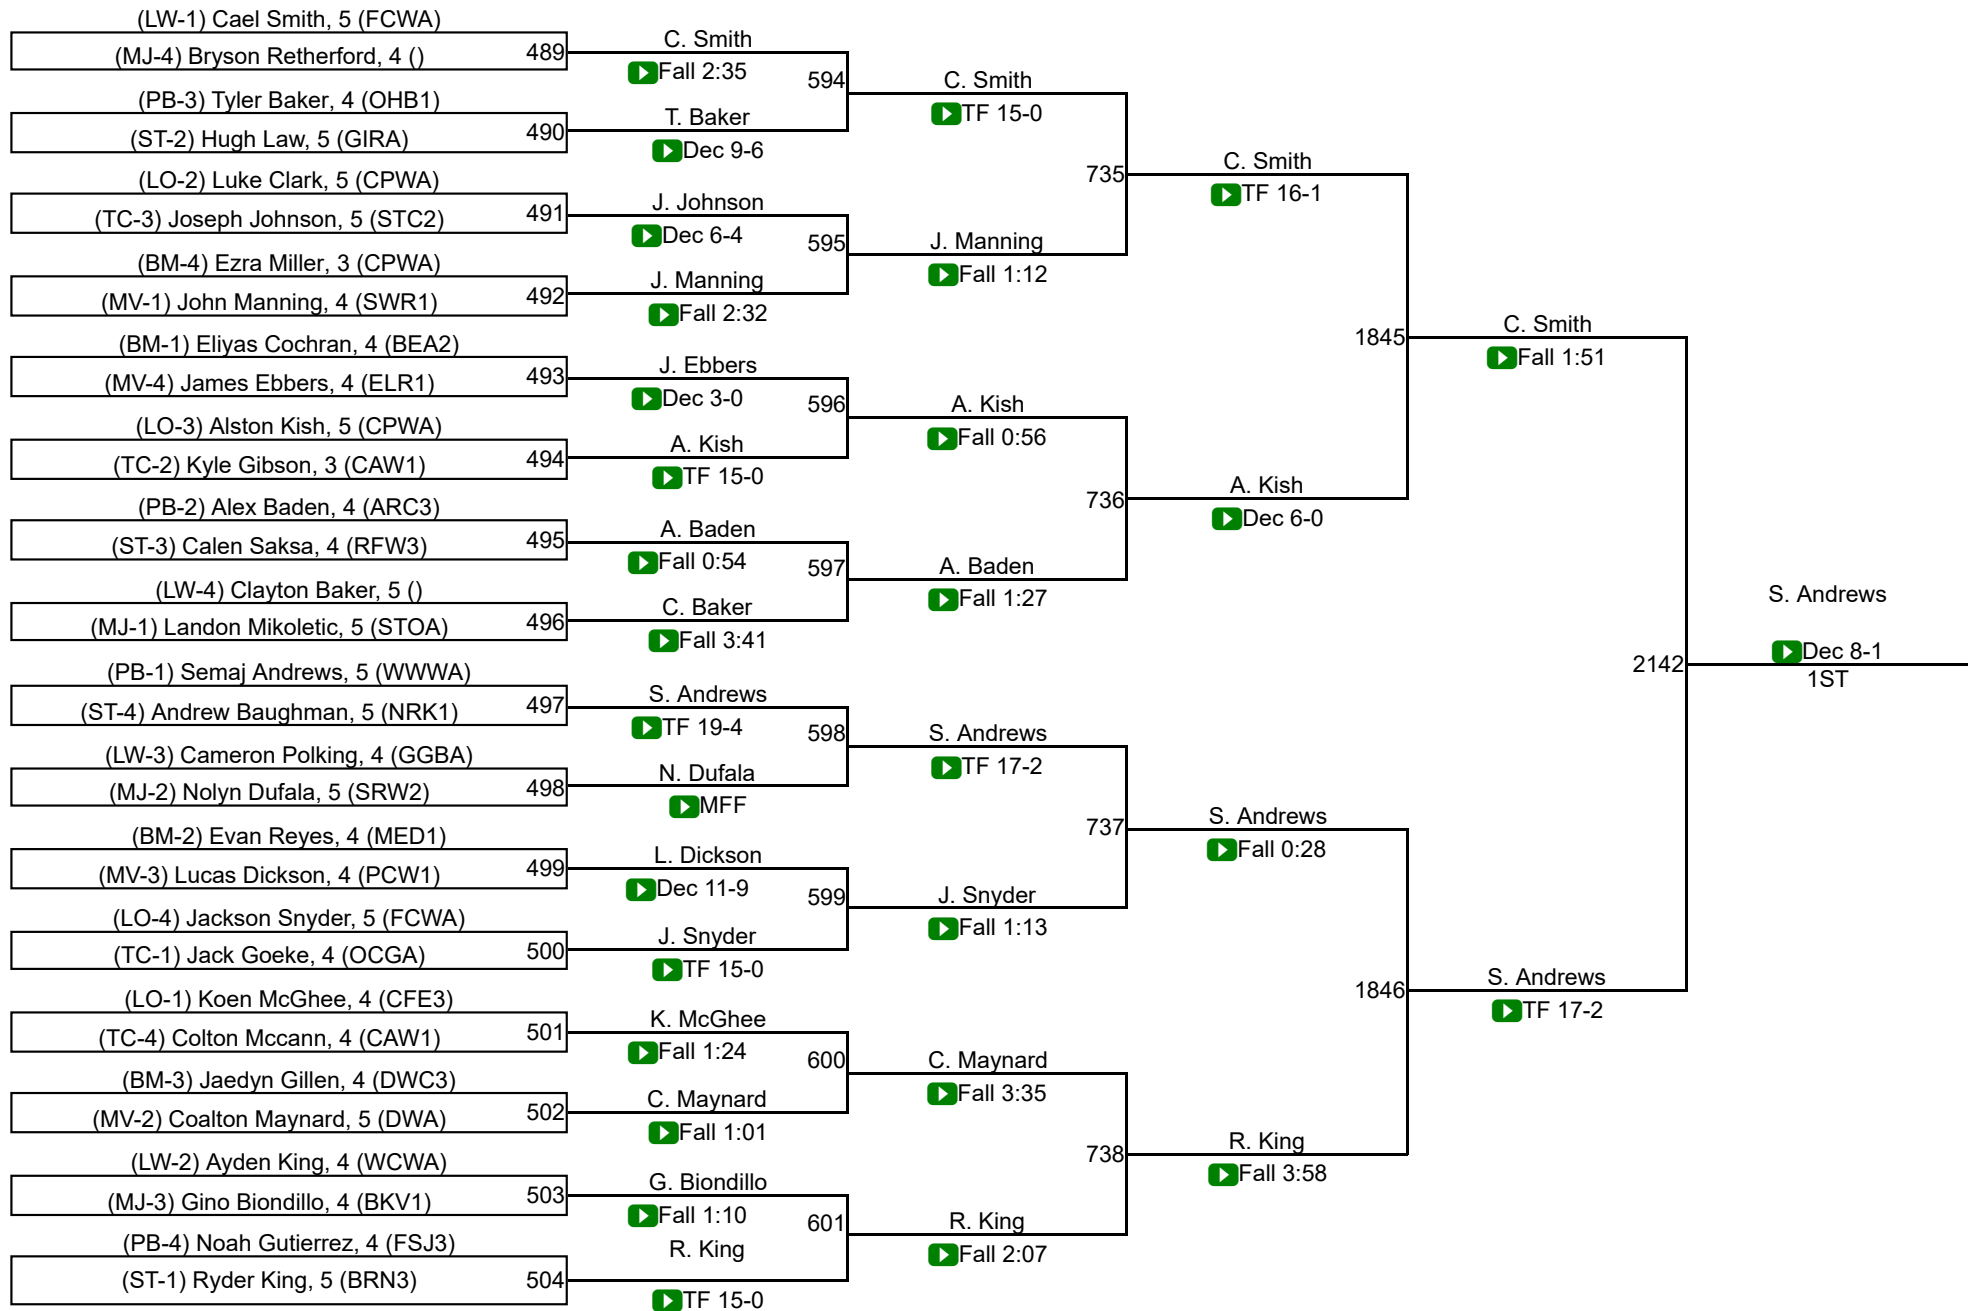 (LW-1) Cael Smith, 5 (FCWA)
(MJ-4) Bryson Retherford, 4 ()
489
(PB-3) Tyler Baker, 4 (OHB1)
(ST-2) Hugh Law, 5 (GIRA)
490
(LO-2) Luke Clark, 5 (CPWA)
(TC-3) Joseph Johnson, 5 (STC2)
491
(BM-4) Ezra Miller, 3 (CPWA)
(MV-1) John Manning, 4 (SWR1)
492
(BM-1) Eliyas Cochran, 4 (BEA2)
(MV-4) James Ebbers, 4 (ELR1)
493
(LO-3) Alston Kish, 5 (CPWA)
(TC-2) Kyle Gibson, 3 (CAW1)
494
(PB-2) Alex Baden, 4 (ARC3)
(ST-3) Calen Saksa, 4 (RFW3)
495
(LW-4) Clayton Baker, 5 ()
(MJ-1) Landon Mikoletic, 5 (STOA)
496
(PB-1) Semaj Andrews, 5 (WWWA)
(ST-4) Andrew Baughman, 5 (NRK1)
497
(LW-3) Cameron Polking, 4 (GGBA)
(MJ-2) Nolyn Dufala, 5 (SRW2)
498
(BM-2) Evan Reyes, 4 (MED1)
(MV-3) Lucas Dickson, 4 (PCW1)
499
(LO-4) Jackson Snyder, 5 (FCWA)
(TC-1) Jack Goeke, 4 (OCGA)
500
(LO-1) Koen McGhee, 4 (CFE3)
(TC-4) Colton Mccann, 4 (CAW1)
501
(BM-3) Jaedyn Gillen, 4 (DWC3)
(MV-2) Coalton Maynard, 5 (DWA)
502
(LW-2) Ayden King, 4 (WCWA)
(MJ-3) Gino Biondillo, 4 (BKV1)
503
(PB-4) Noah Gutierrez, 4 (FSJ3)
(ST-1) Ryder King, 5 (BRN3)
504
C. Smith
Fall 2:35
594
T. Baker
Dec 9-6
J. Johnson
Dec 6-4
595
J. Manning
Fall 2:32
J. Ebbers
Dec 3-0
596
A. Kish
TF 15-0
A. Baden
Fall 0:54
597
C. Baker
Fall 3:41
S. Andrews
TF 19-4
598
N. Dufala
MFF
L. Dickson
Dec 11-9
599
J. Snyder
TF 15-0
K. McGhee
Fall 1:24
600
C. Maynard
Fall 1:01
G. Biondillo
Fall 1:10
601
R. King
TF 15-0
C. Smith
TF 15-0
735
J. Manning
Fall 1:12
A. Kish
Fall 0:56
736
A. Baden
Fall 1:27
S. Andrews
TF 17-2
737
J. Snyder
Fall 1:13
C. Maynard
Fall 3:35
738
R. King
Fall 2:07
C. Smith
TF 16-1
1845
A. Kish
Dec 6-0
S. Andrews
Fall 0:28
1846
R. King
Fall 3:58
C. Smith
Fall 1:51
2142
S. Andrews
TF 17-2
S. Andrews
Dec 8-1
1ST